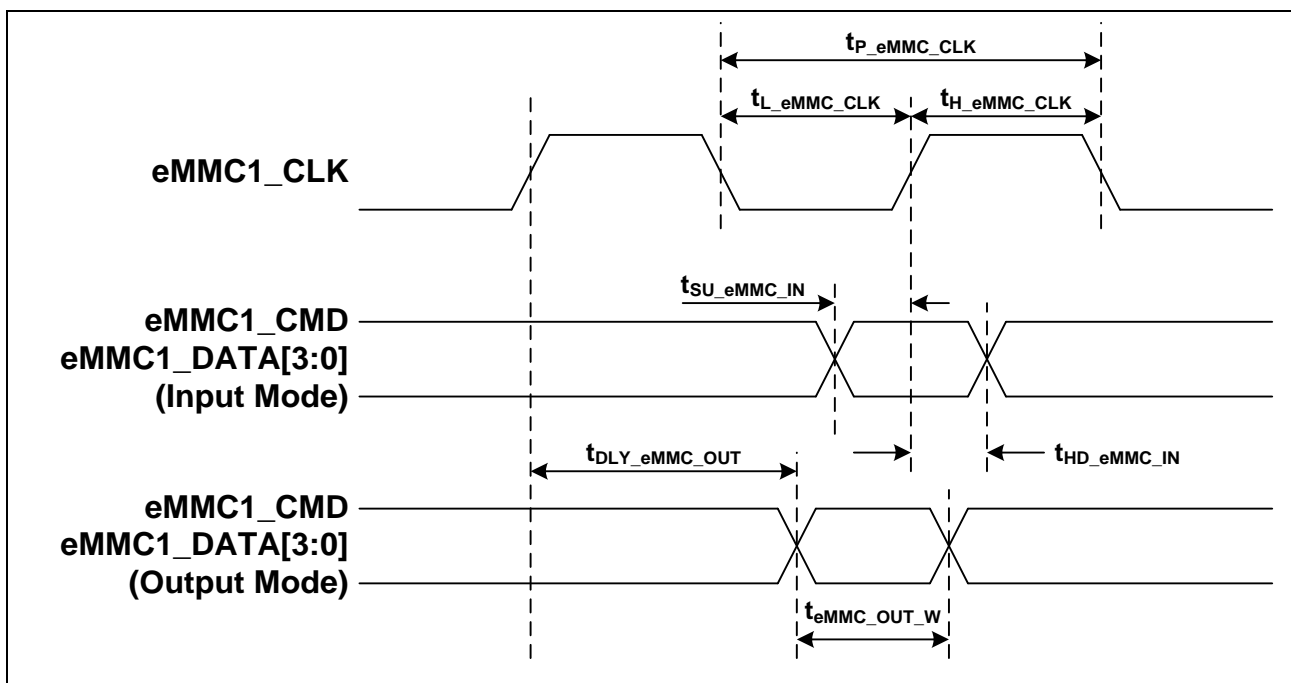 tP_eMMC_CLK
tL_eMMC_CLK
tH_eMMC_CLK
eMMC1_CLK
tSU_eMMC_IN
eMMC1_CMD
eMMC1_DATA[3:0]
(Input Mode)
tDLY_eMMC_OUT
tHD_eMMC_IN
eMMC1_CMD
eMMC1_DATA[3:0]
(Output Mode)
teMMC_OUT_W